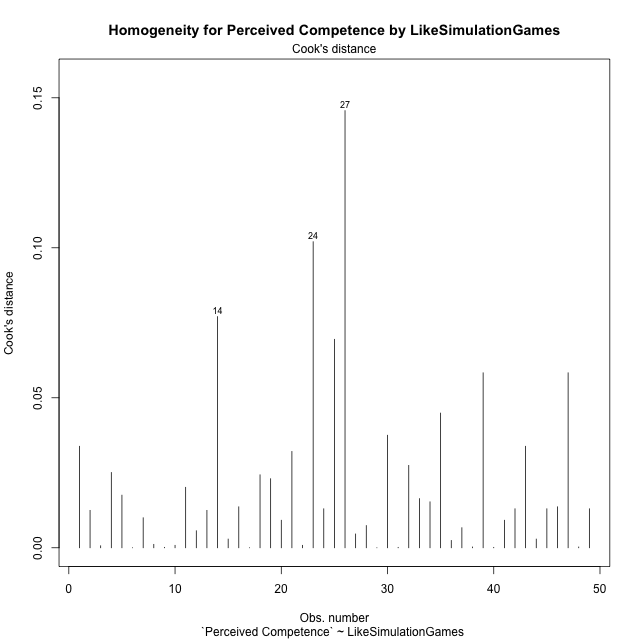 Homogeneity for Perceived Competence by LikeSimulationGames
Cook's distance
27
24
14
0.15
0.10
0.05
0.00
Cook's distance
0 10 20 30 40 50
Obs. number
`Perceived Competence` ~ LikeSimulationGames